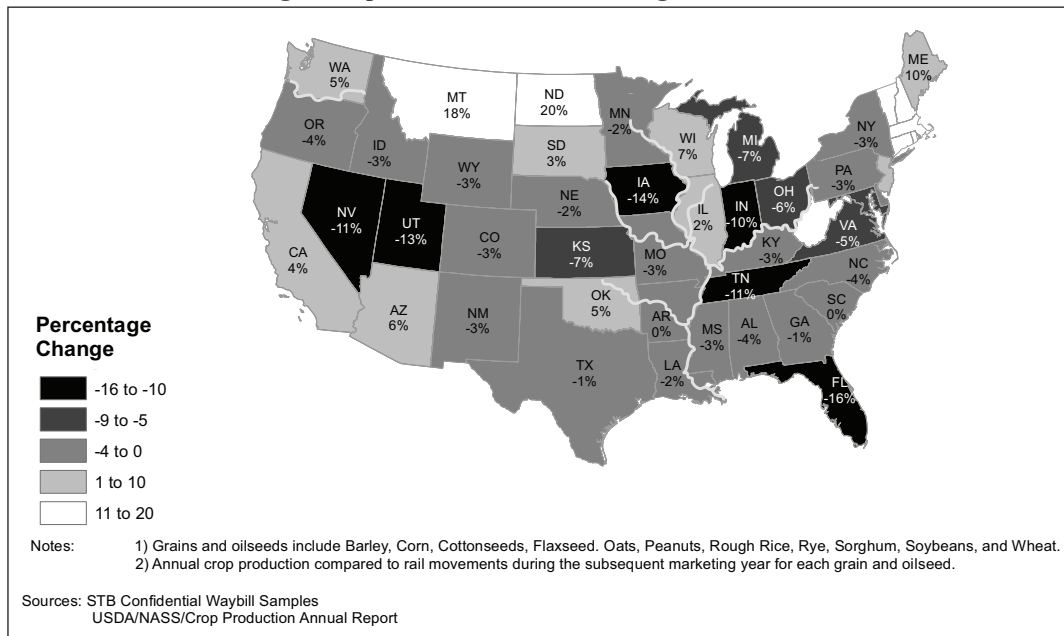 WA
5%
MT
18%
ND
20%
MN
-2%
ME
10%
OR
-4%
ID
-3%
WY
-3%
SD
3%
WI
7%
MI
-7%
NY
-3%
PA
-3%
NV
-11%
UT
-13%
CO
-3%
NE
-2%
IA
-14%
IL
2%
IN
-10%
OH
-6%
VA
-5%
CA
4%
KS
-7%
MO
-3%
KY
-3%
NC
-4%
AZ
6%
NM
-3%
OK
5%
AR
0%
TN
-11%
SC
0%
TX
-1%
LA
-2%
MS
-3%
AL
-4%
GA
-1%
FL
-16%
Percentage
Change
-16 to -10
-9 to -5
-4 to 0
1 to 10
11 to 20
Notes: 1) Grains and oilseeds include Barley, Corn, Cottonseeds, Flaxseed. Oats, Peanuts, Rough Rice, Rye, Sorghum, Soybeans, and Wheat.
2) Annual crop production compared to rail movements during the subsequent marketing year for each grain and oilseed.
Sources: STB Confidential Waybill Samples
USDA/NASS/Crop Production Annual Report